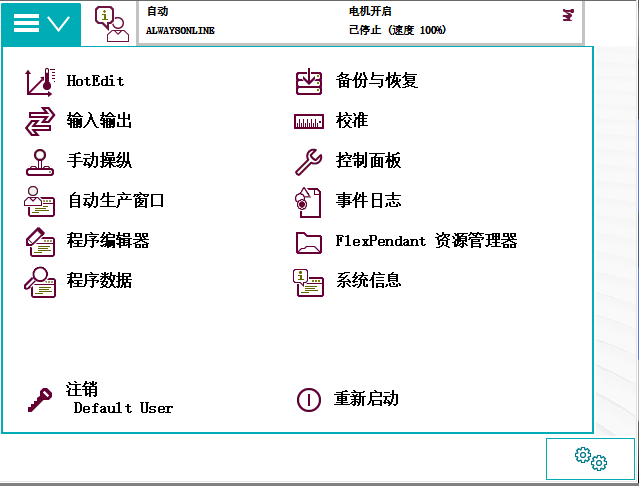 自动 电机开启
ALWAYSONLINE 已停止 (速度 100%)
HotEdit 备份与恢复
输入输出 校准
手动操纵 控制面板
自动生产窗口 事件日志
程序编辑器 FlexPendant 资源管理器
程序数据 系统信息
注销 重新启动
Default User